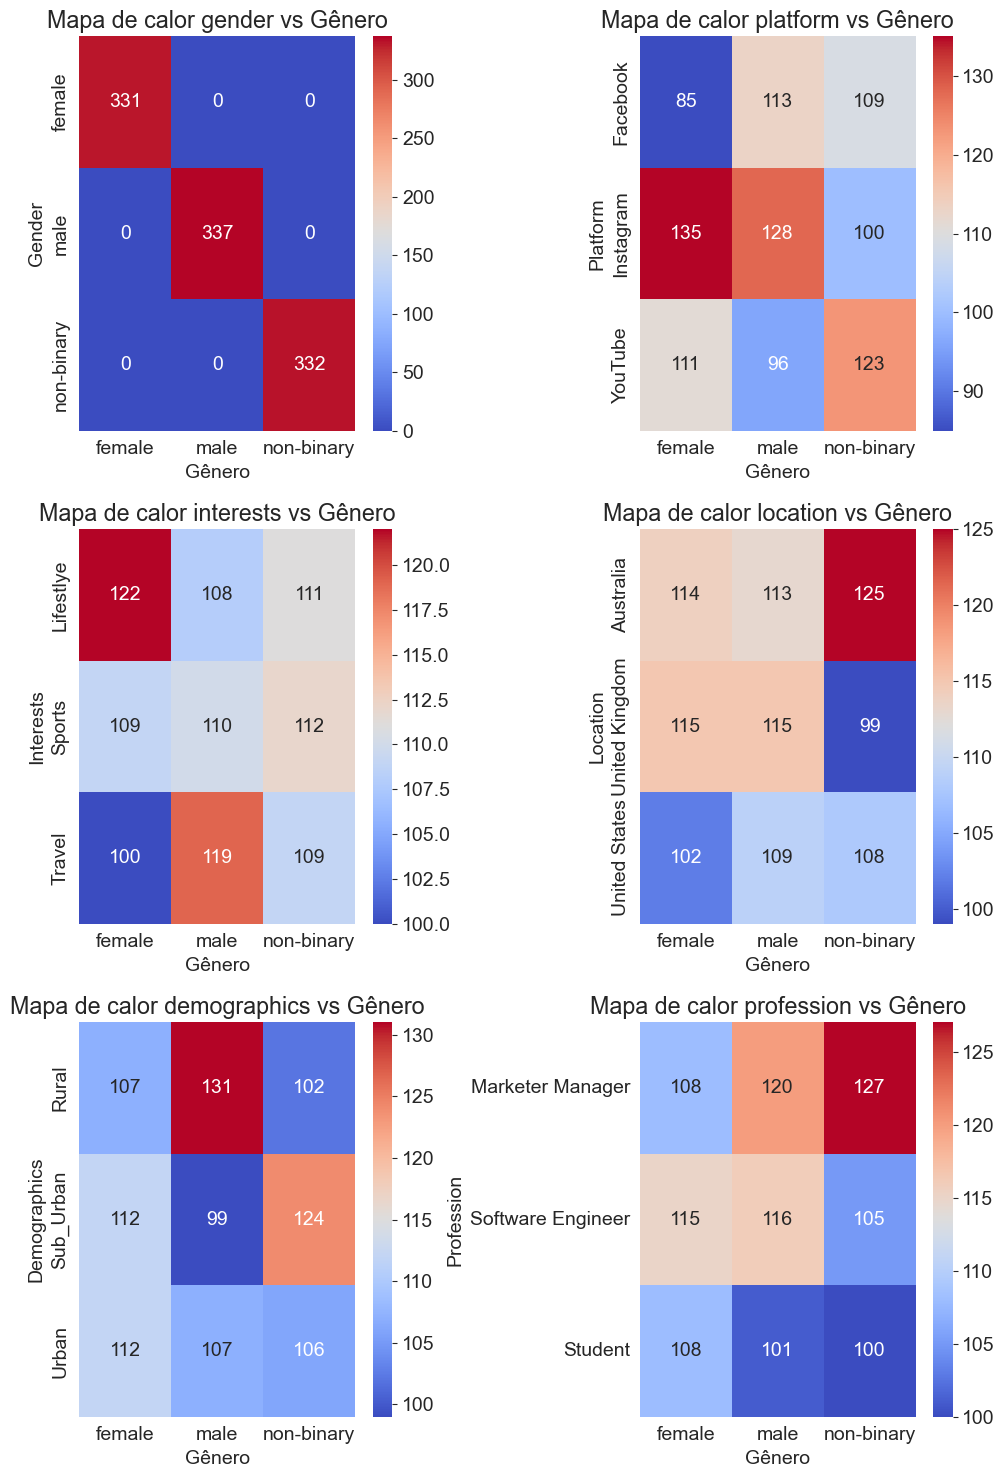 Mapa de calor gender vs Gênero
Gender
female
male
non-binary
331 0 0
0 337 0
0 0 332
female male non-binary
Gênero
300
250
200
150
100
50
0
Mapa de calor platform vs Gênero
Platform
Facebook
Instagram
YouTube
85 113 109
135 128 100
111 96 123
female male non-binary
Gênero
130
120
110
100
90
Mapa de calor interests vs Gênero
Interests
Lifestlye
Sports
Travel
122 108 111
109 110 112
100 119 109
female male non-binary
Gênero
120.0
117.5
115.0
112.5
110.0
107.5
105.0
102.5
100.0
Mapa de calor location vs Gênero
Location
Australia
United Kingdom
United States
114 113 125
115 115 99
102 109 108
female male non-binary
Gênero
125
120
115
110
105
100
Mapa de calor demographics vs Gênero
Demographics
Rural
Sub_Urban
Urban
107 131 102
112 99 124
112 107 106
female male non-binary
Gênero
130
125
120
115
110
105
100
Mapa de calor profession vs Gênero
Profession
Marketer Manager
Software Engineer
Student
108 120 127
115 116 105
108 101 100
female male non-binary
Gênero
125
120
115
110
105
100